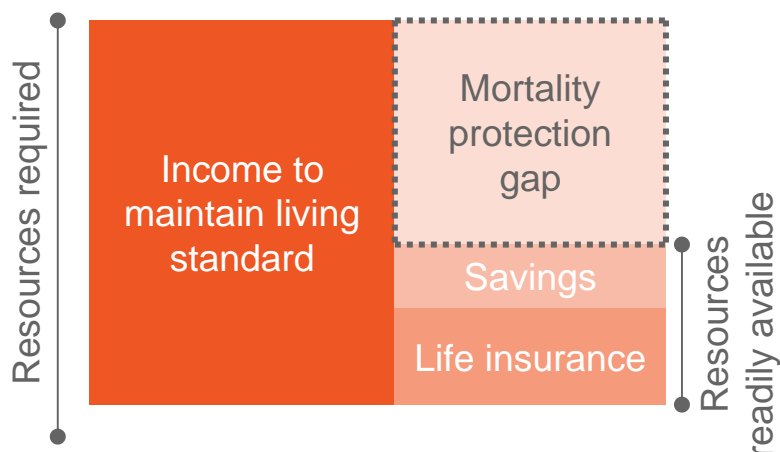 Resources required
Income to
maintain living
standard
Mortality
protection
gap
Savings
Life insurance
Resources
readily available